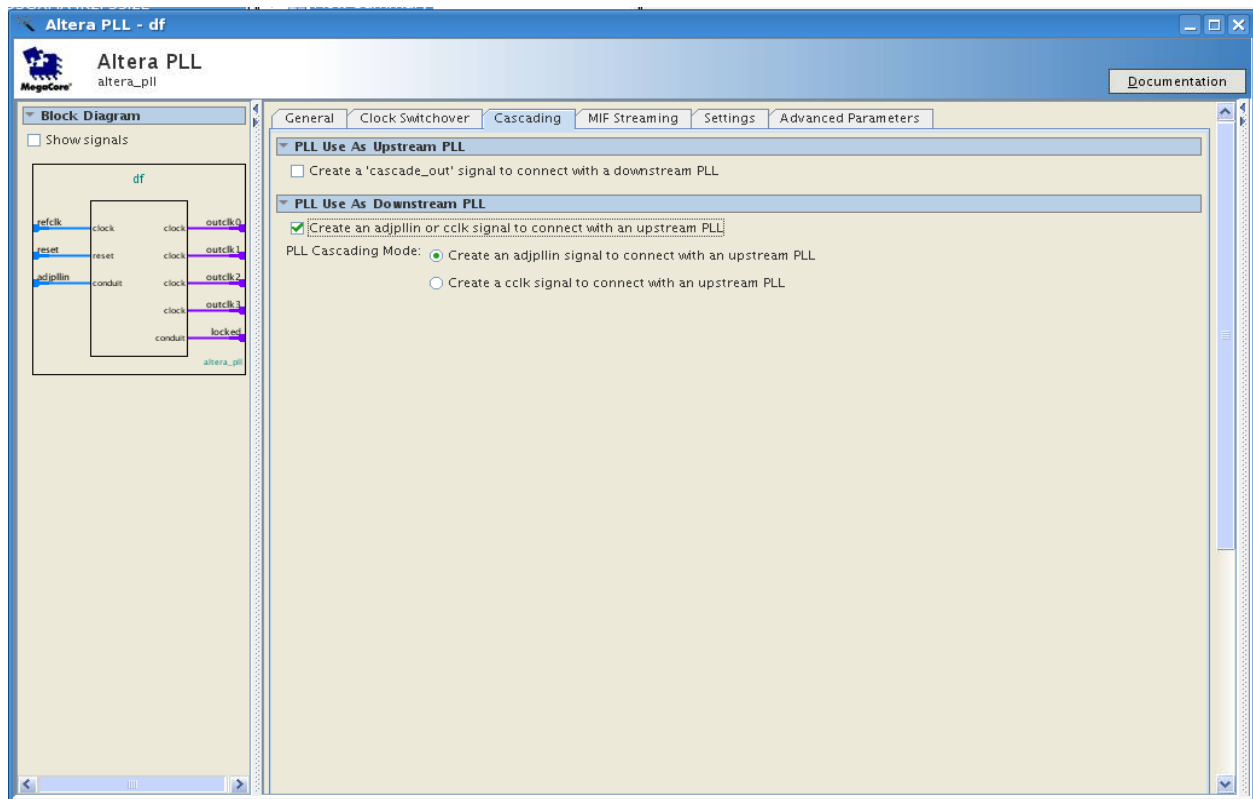 Altera PLL - df
MegaCore®
Altera PLL
altera_pll
Documentation
Block Diagram
Show signals
df
refclk
clock
clock
outclk0
reset
reset
clock
outclk1
adjpllin
conduit
clock
outclk2
clock
outclk3
conduit
locked
altera_pll
General
Clock Switchover
Cascading
MIF Streaming
Settings
Advanced Parameters
PLL Use As Upstream PLL
Create a 'cascade_out' signal to connect with a downstream PLL
PLL Use As Downstream PLL
Create an adjpllin or cclk signal to connect with an upstream PLL
PLL Cascading Mode:
Create an adjpllin signal to connect with an upstream PLL
Create a cclk signal to connect with an upstream PLL